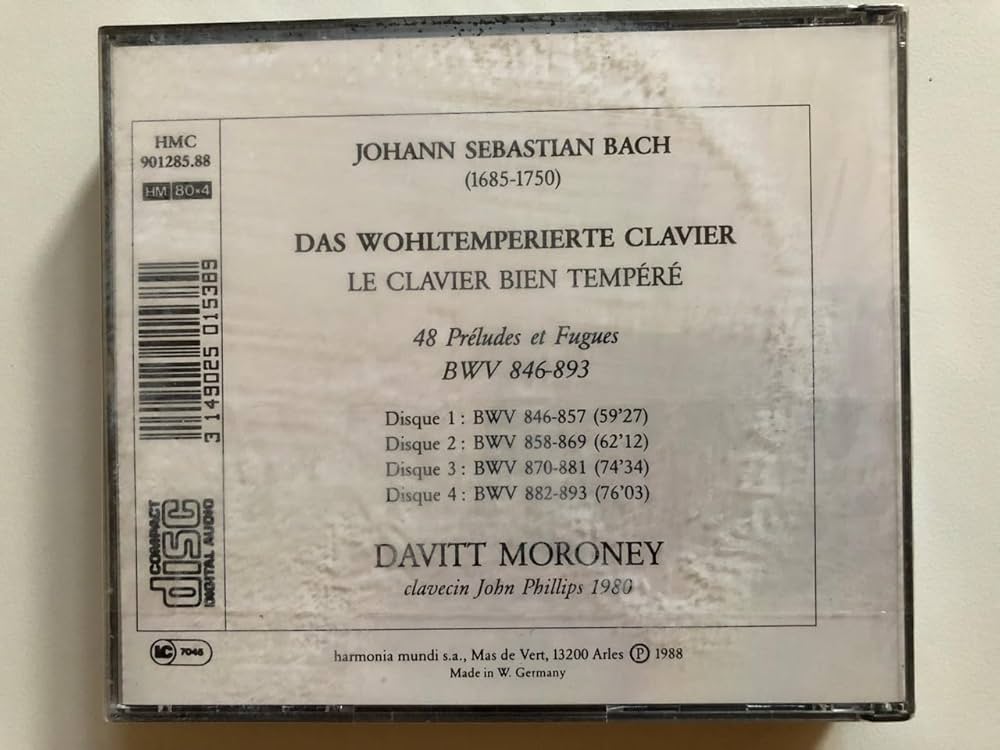 HMC
901285.88
HM 80•4
3 149025 015389
COMPACT
disc
DIGITAL AUDIO
LC 7045
JOHANN SEBASTIAN BACH
(1685-1750)
DAS WOHLTEMPERIERTE CLAVIER
LE CLAVIER BIEN TEMPÉRÉ
48 Préludes et Fugues
BWV 846-893
Disque 1 : BWV 846-857 (59'27)
Disque 2 : BWV 858-869 (62'12)
Disque 3 : BWV 870-881 (74'34)
Disque 4 : BWV 882-893 (76'03)
DAVITT MORONEY
clavecin John Phillips 1980
harmonia mundi s.a., Mas de Vert, 13200 Arles Ⓟ 1988
Made in W. Germany